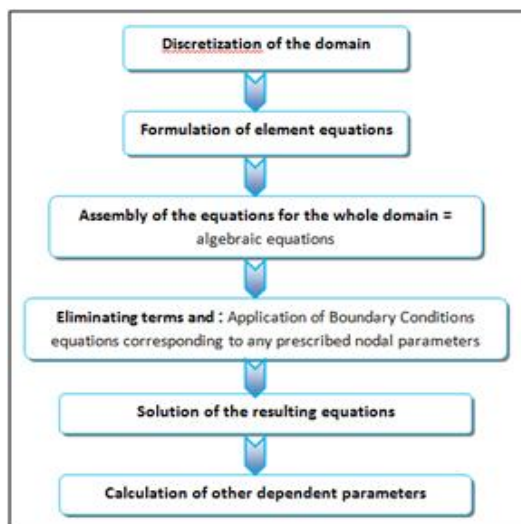 Discretization of the domain
Formulation of element equations
Assembly of the equations for the whole domain =
algebraic equations
Eliminating terms and : Application of Boundary Conditions
equations corresponding to any prescribed nodal parameters
Solution of the resulting equations
Calculation of other dependent parameters